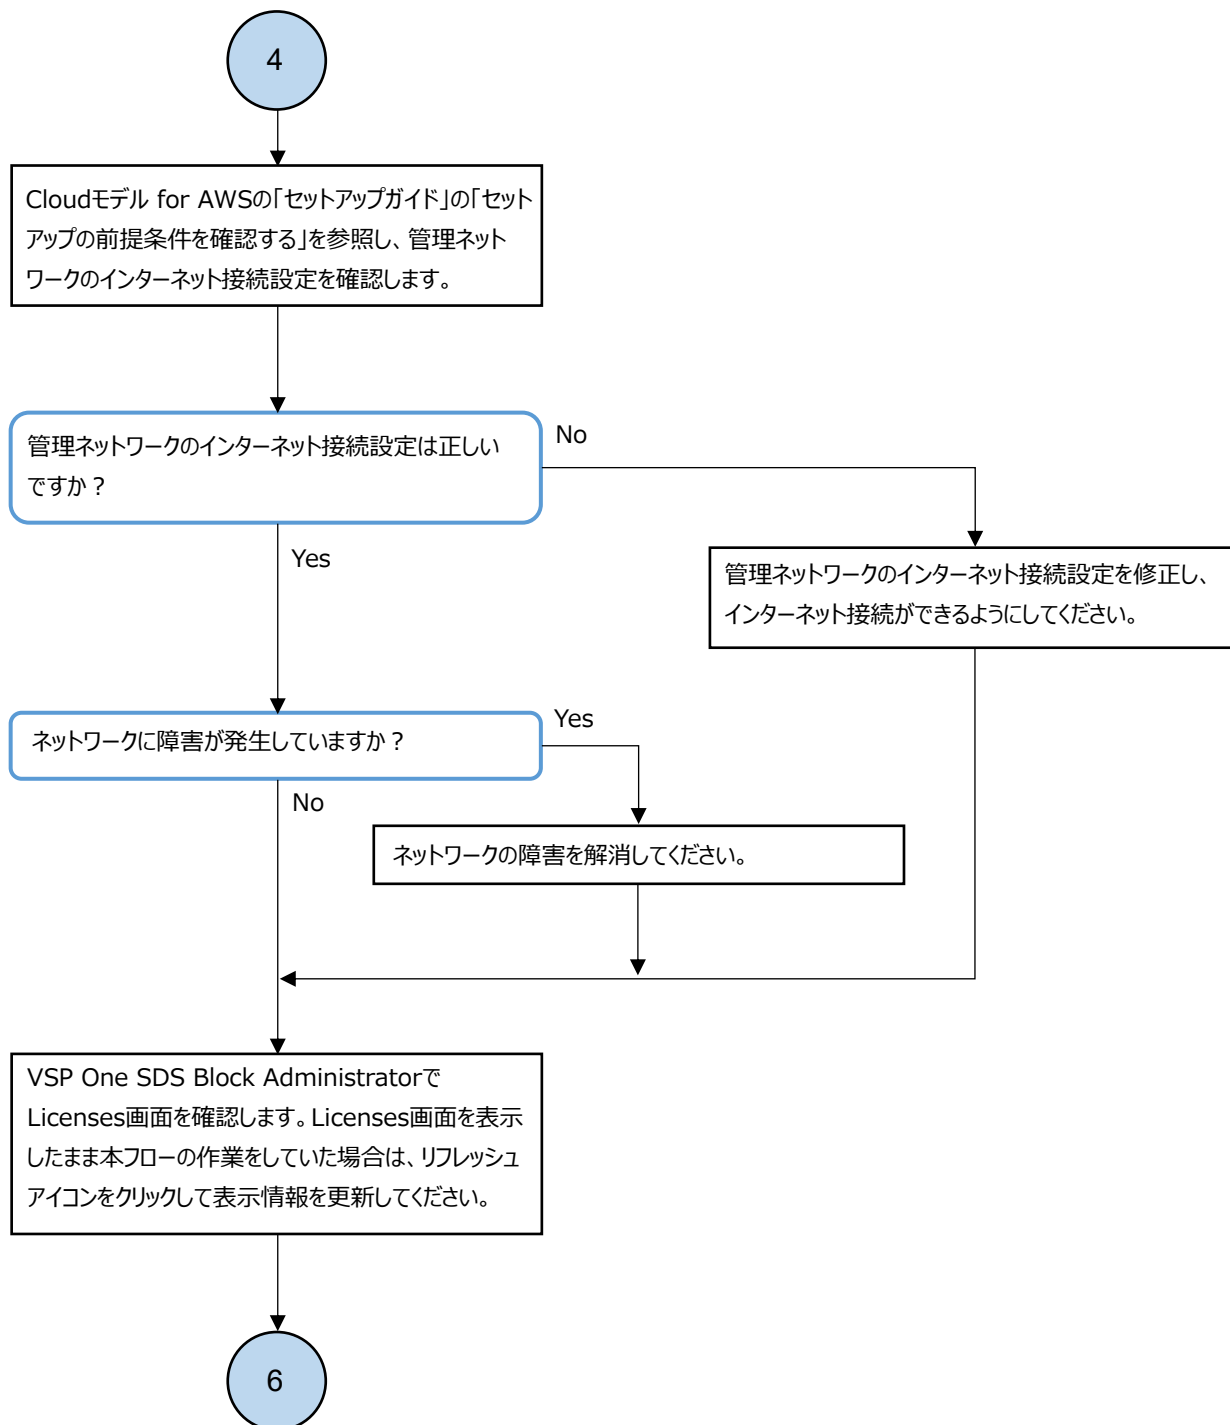 4
Cloudモデル for AWSの「セットアップガイド」の「セット
アップの前提条件を確認する」を参照し、管理ネット
ワークのインターネット接続設定を確認します。
管理ネットワークのインターネット接続設定は正しい
ですか？
No
Yes
管理ネットワークのインターネット接続設定を修正し、
インターネット接続ができるようにしてください。
ネットワークに障害が発生していますか？
Yes
No
ネットワークの障害を解消してください。
VSP One SDS Block Administratorで
Licenses画面を確認します。Licenses画面を表示
したまま本フローの作業をしていた場合は、リフレッシュ
アイコンをクリックして表示情報を更新してください。
6